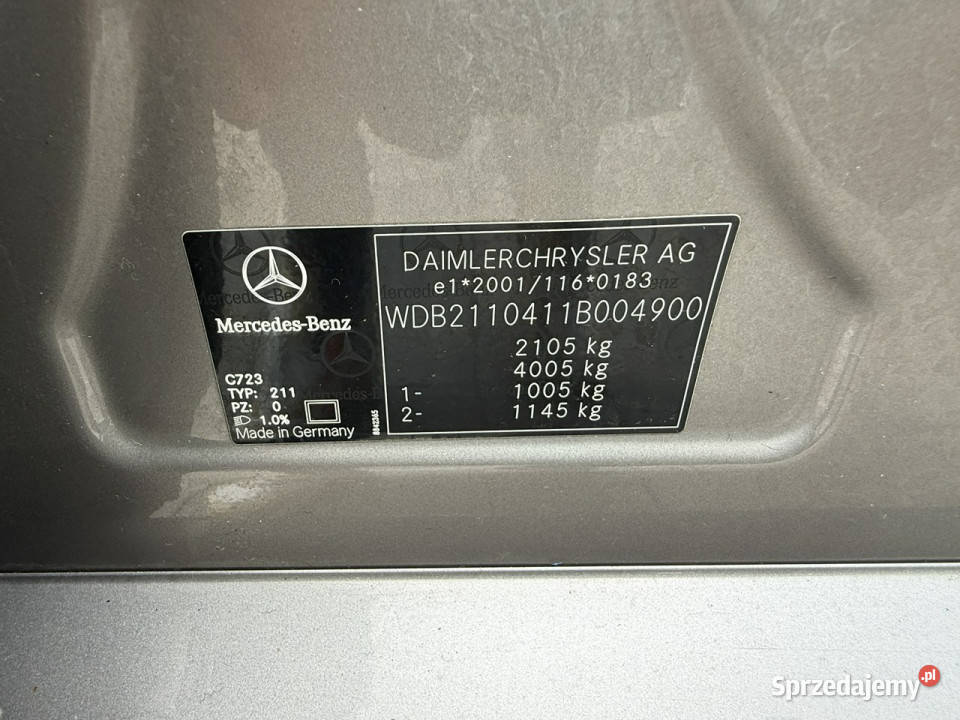 DAIMLERCHRYSLER AG
e1*2001/116*0183
WDB2110411B004900
2105 kg
4005 kg
1- 1005 kg
2- 1145 kg
Mercedes-Benz
C723
TYP: 211
PZ: 0
1.0%
Made in Germany
Sprzedajemy.pl